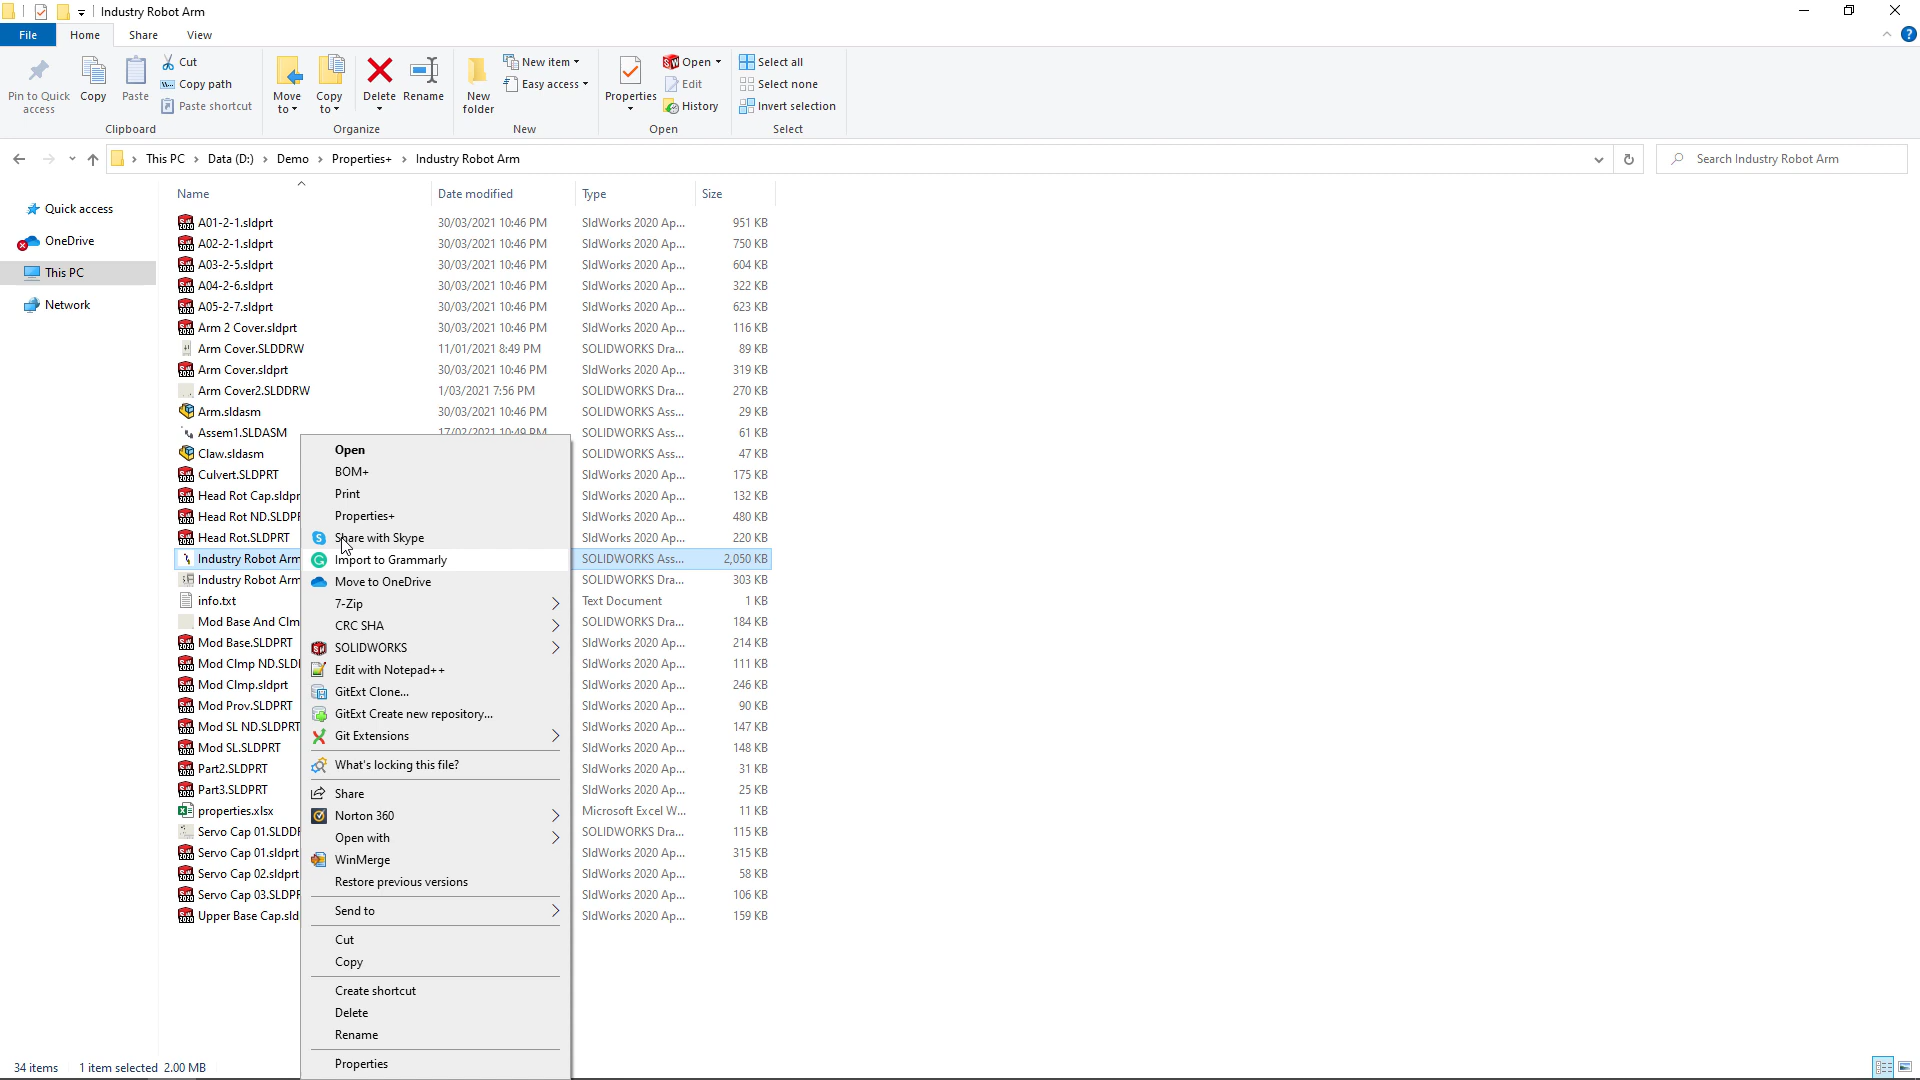 Industry Robot Arm
File Home Share View
Pin to Quick access
Copy
Paste
Cut
Copy path
Paste shortcut
Clipboard
Move to
Copy to
Delete
Rename
Organize
New folder
New item
Easy access
New
Properties
Open
Edit
History
Open
Select all
Select none
Invert selection
Select
This PC › Data (D:) › Demo › Properties+ › Industry Robot Arm
Search Industry Robot Arm
Quick access
OneDrive
This PC
Network
Name Date modified Type Size
A01-2-1.sldprt 30/03/2021 10:46 PM SldWorks 2020 Ap... 951 KB
A02-2-1.sldprt 30/03/2021 10:46 PM SldWorks 2020 Ap... 750 KB
A03-2-5.sldprt 30/03/2021 10:46 PM SldWorks 2020 Ap... 604 KB
A04-2-6.sldprt 30/03/2021 10:46 PM SldWorks 2020 Ap... 322 KB
A05-2-7.sldprt 30/03/2021 10:46 PM SldWorks 2020 Ap... 623 KB
Arm 2 Cover.sldprt 30/03/2021 10:46 PM SldWorks 2020 Ap... 116 KB
Arm Cover.SLDDRW 11/01/2021 8:49 PM SOLIDWORKS Dra... 89 KB
Arm Cover.sldprt 30/03/2021 10:46 PM SldWorks 2020 Ap... 319 KB
Arm Cover2.SLDDRW 1/03/2021 7:56 PM SOLIDWORKS Dra... 270 KB
Arm.sldasm 30/03/2021 10:46 PM SOLIDWORKS Ass... 29 KB
Assem1.SLDASM 17/02/2021 10:49 PM SOLIDWORKS Ass... 61 KB
Claw.sldasm SOLIDWORKS Ass... 47 KB
Culvert.SLDPRT SldWorks 2020 Ap... 175 KB
Head Rot Cap.sldpr SldWorks 2020 Ap... 132 KB
Head Rot ND.SLDP SldWorks 2020 Ap... 480 KB
Head Rot.SLDPRT SldWorks 2020 Ap... 220 KB
Industry Robot Arm SOLIDWORKS Ass... 2,050 KB
Industry Robot Arm SOLIDWORKS Dra... 303 KB
info.txt Text Document 1 KB
Mod Base And Clm SOLIDWORKS Dra... 184 KB
Mod Base.SLDPRT SldWorks 2020 Ap... 214 KB
Mod Clmp ND.SLD SldWorks 2020 Ap... 111 KB
Mod Clmp.sldprt SldWorks 2020 Ap... 246 KB
Mod Prov.SLDPRT SldWorks 2020 Ap... 90 KB
Mod SL ND.SLDPRT SldWorks 2020 Ap... 147 KB
Mod SL.SLDPRT SldWorks 2020 Ap... 148 KB
Part2.SLDPRT SldWorks 2020 Ap... 31 KB
Part3.SLDPRT SldWorks 2020 Ap... 25 KB
properties.xlsx Microsoft Excel W... 11 KB
Servo Cap 01.SLDD SOLIDWORKS Dra... 115 KB
Servo Cap 01.sldprt SldWorks 2020 Ap... 315 KB
Servo Cap 02.sldprt SldWorks 2020 Ap... 58 KB
Servo Cap 03.SLDP SldWorks 2020 Ap... 106 KB
Upper Base Cap.sld SldWorks 2020 Ap... 159 KB
Open
BOM+
Print
Properties+
Share with Skype
Import to Grammarly
Move to OneDrive
7-Zip
CRC SHA
SOLIDWORKS
Edit with Notepad++
GitExt Clone...
GitExt Create new repository...
Git Extensions
What's locking this file?
Share
Norton 360
Open with
WinMerge
Restore previous versions
Send to
Cut
Copy
Create shortcut
Delete
Rename
Properties
34 items 1 item selected 2.00 MB